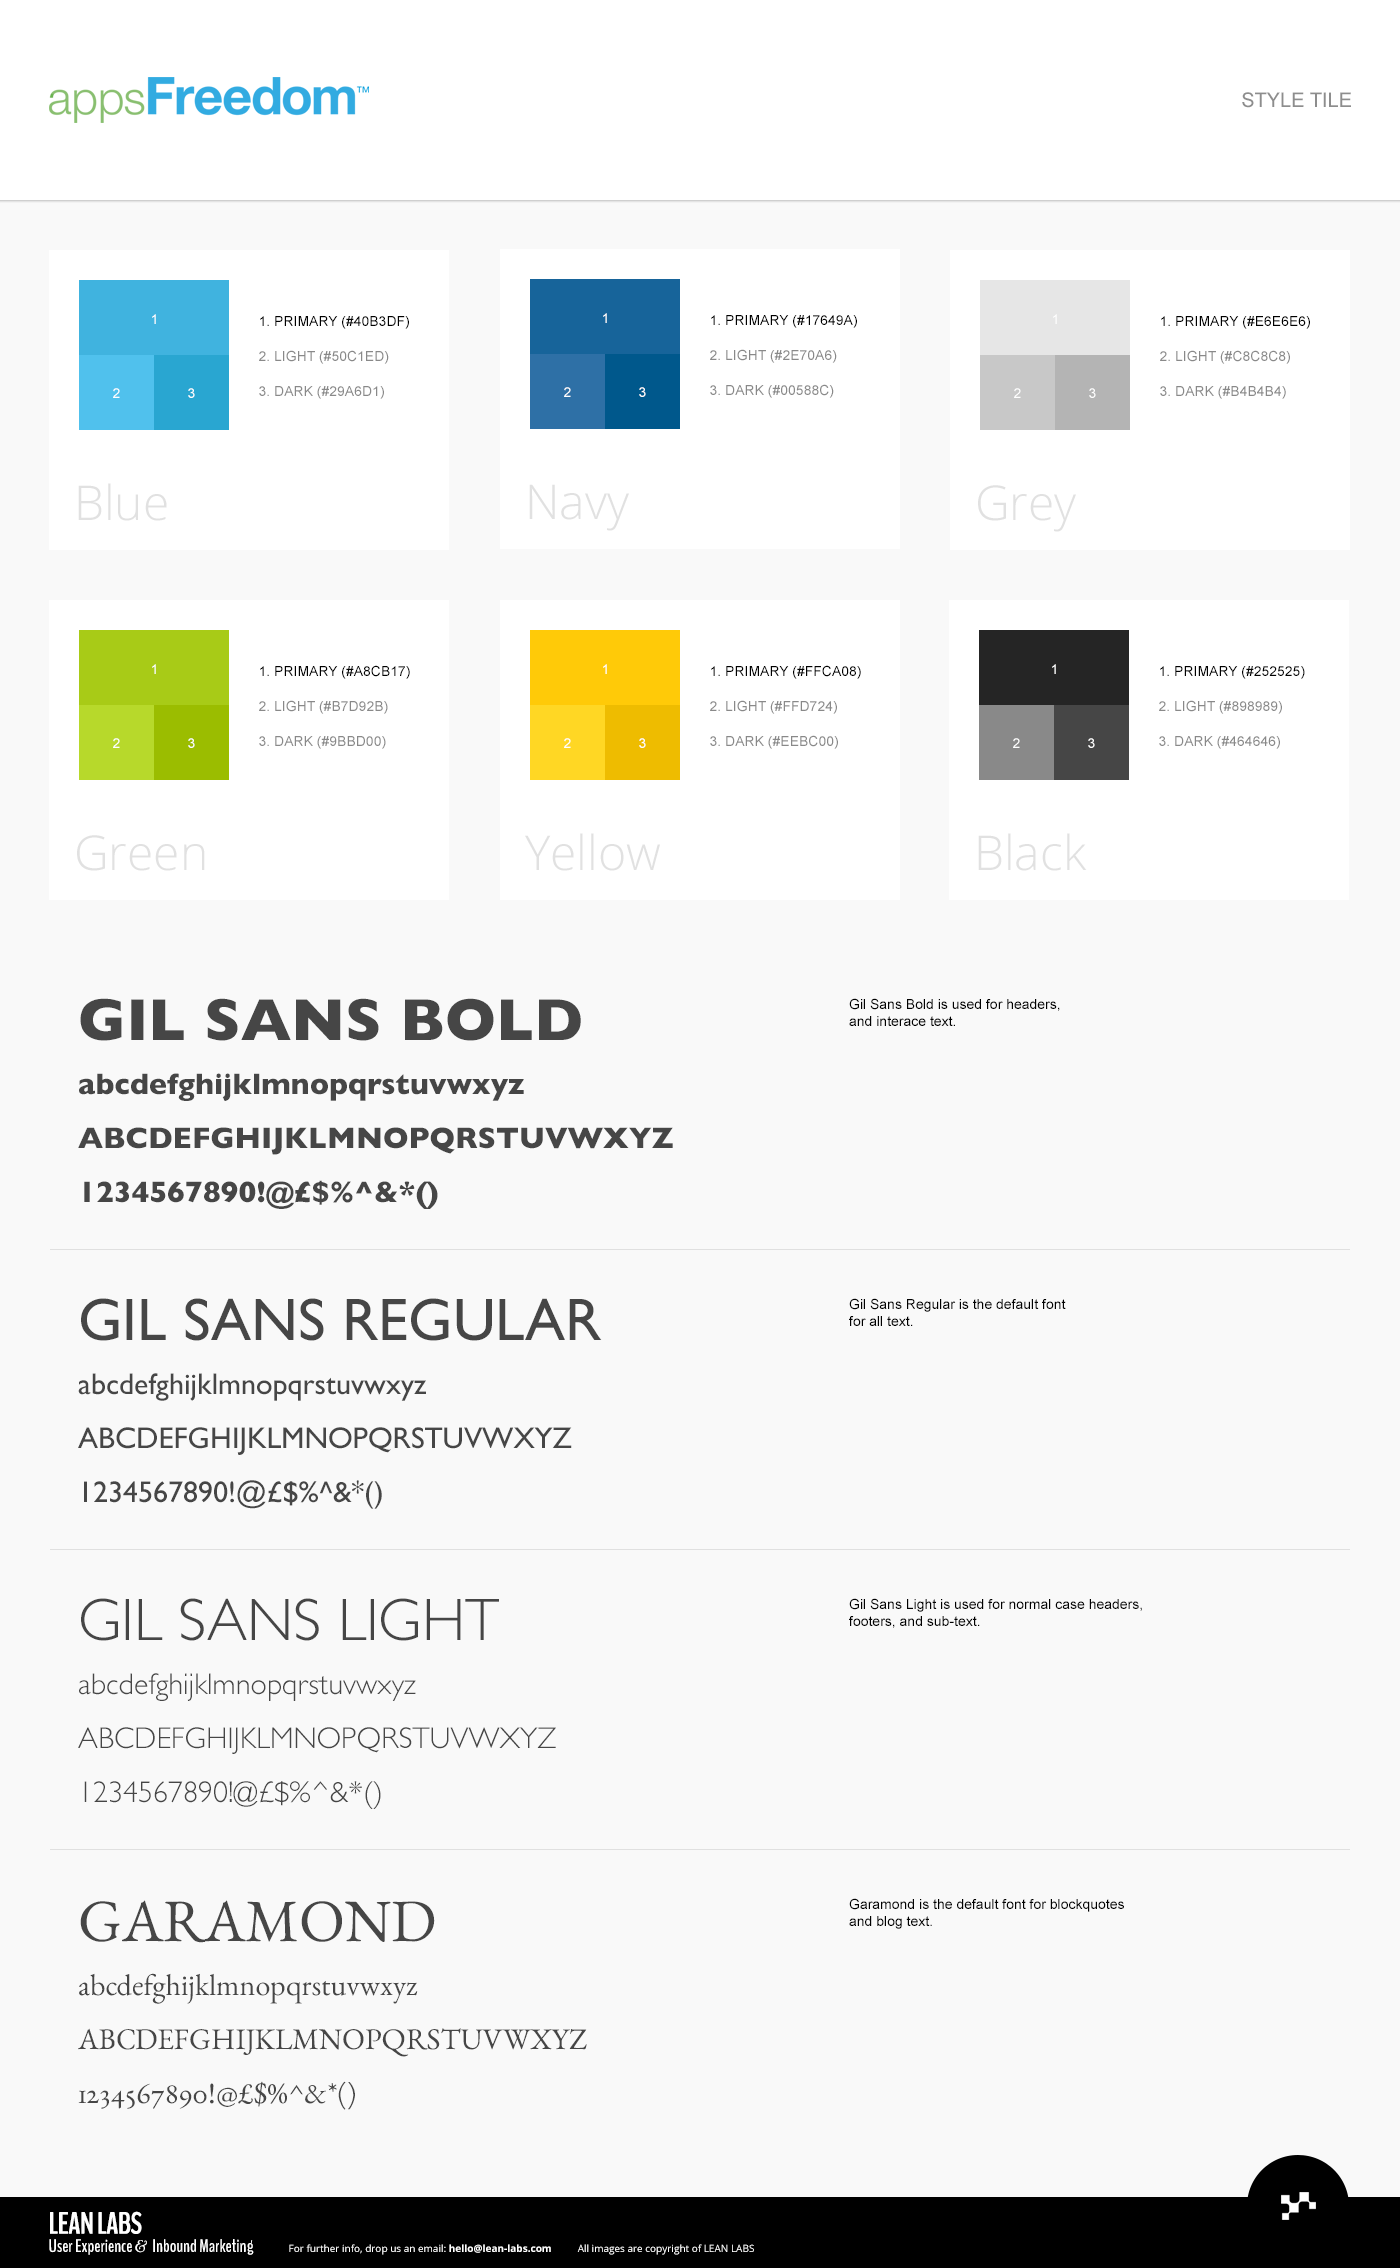 appsFreedom™
STYLE TILE
1
2
3
1. PRIMARY (#40B3DF)
2. LIGHT (#50C1ED)
3. DARK (#29A6D1)
Blue
1
2
3
1. PRIMARY (#17649A)
2. LIGHT (#2E70A6)
3. DARK (#00588C)
Navy
1
2
3
1. PRIMARY (#E6E6E6)
2. LIGHT (#C8C8C8)
3. DARK (#B4B4B4)
Grey
1
2
3
1. PRIMARY (#A8CB17)
2. LIGHT (#B7D92B)
3. DARK (#9BBD00)
Green
1
2
3
1. PRIMARY (#FFCA08)
2. LIGHT (#FFD724)
3. DARK (#EEBC00)
Yellow
1
2
3
1. PRIMARY (#252525)
2. LIGHT (#898989)
3. DARK (#464646)
Black
GIL SANS BOLD
abcdefghijklmnopqrstuvwxyz
ABCDEFGHIJKLMNOPQRSTUVWXYZ
1234567890!@£$%^&*()
Gil Sans Bold is used for headers,
and interace text.
GIL SANS REGULAR
abcdefghijklmnopqrstuvwxyz
ABCDEFGHIJKLMNOPQRSTUVWXYZ
1234567890!@£$%^&*()
Gil Sans Regular is the default font
for all text.
GIL SANS LIGHT
abcdefghijklmnopqrstuvwxyz
ABCDEFGHIJKLMNOPQRSTUVWXYZ
1234567890!@£$%^&*()
Gil Sans Light is used for normal case headers,
footers, and sub-text.
GARAMOND
abcdefghijklmnopqrstuvwxyz
ABCDEFGHIJKLMNOPQRSTUVWXYZ
1234567890!@£$%^&*()
Garamond is the default font for blockquotes
and blog text.
LEAN LABS
User Experience & Inbound Marketing
For further info, drop us an email: hello@lean-labs.com
All images are copyright of LEAN LABS